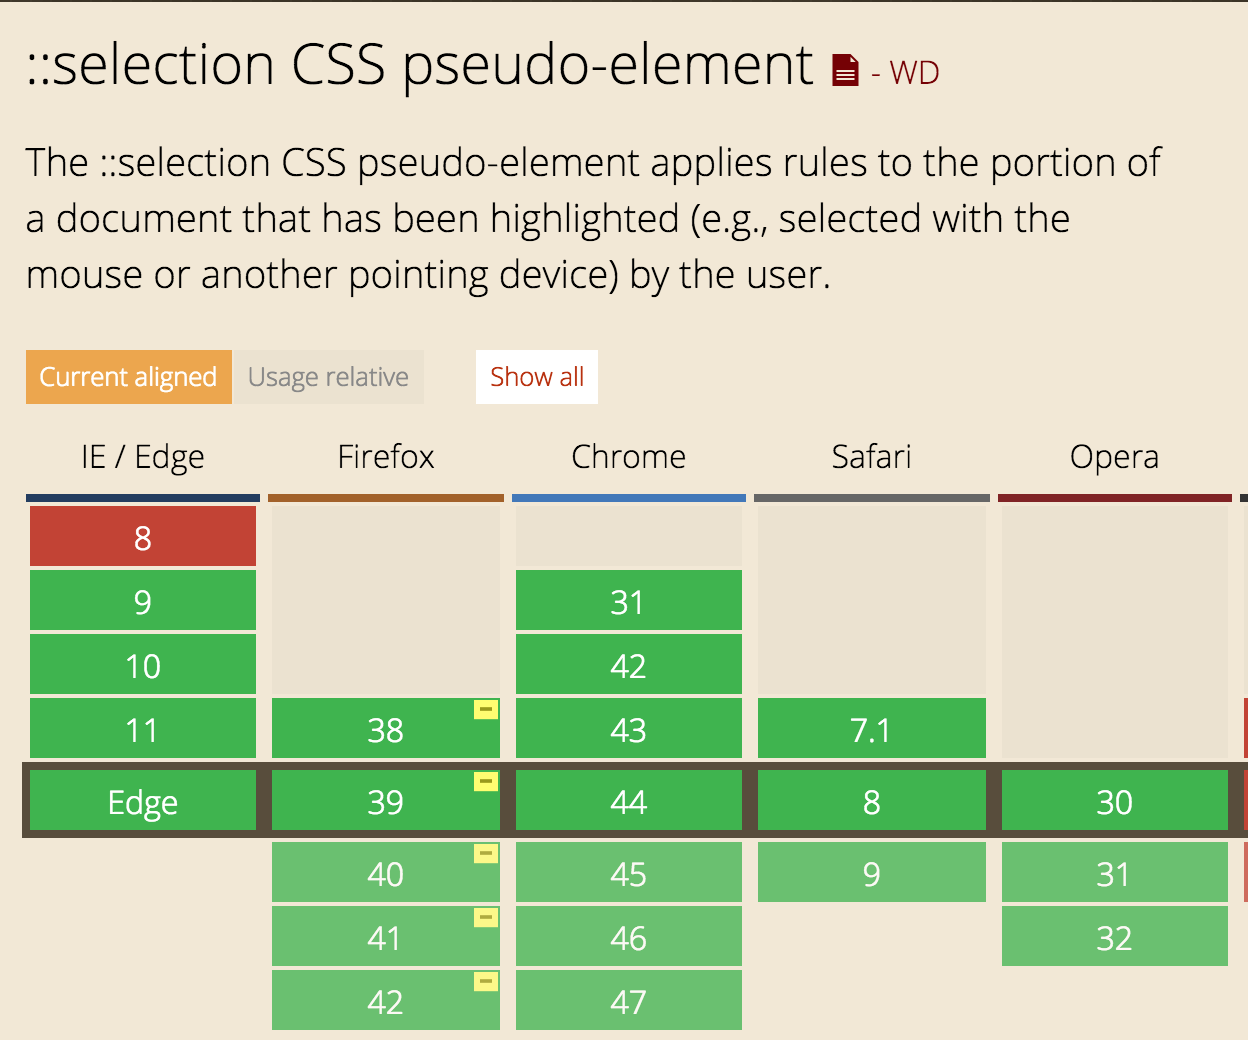 ::selection CSS pseudo-element - WD
The ::selection CSS pseudo-element applies rules to the portion of
a document that has been highlighted (e.g., selected with the
mouse or another pointing device) by the user.
Current aligned Usage relative Show all
IE / Edge Firefox Chrome Safari Opera
8
9 31
10 42
11 38 43 7.1
Edge 39 44 8 30
40 45 9 31
41 46 32
42 47